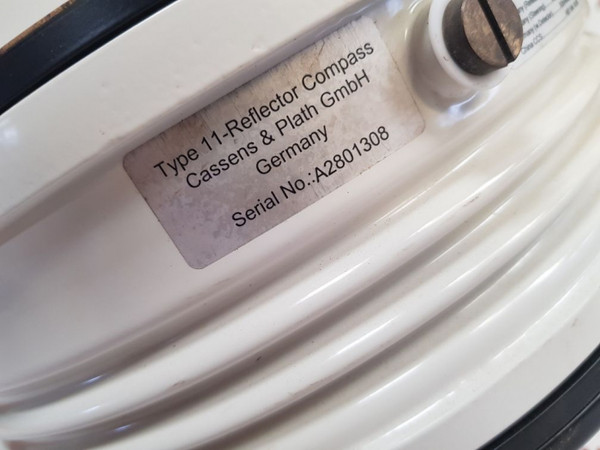 Type 11-Reflector Compass
Cassens & Plath GmbH
Germany
Serial No.:A2801308